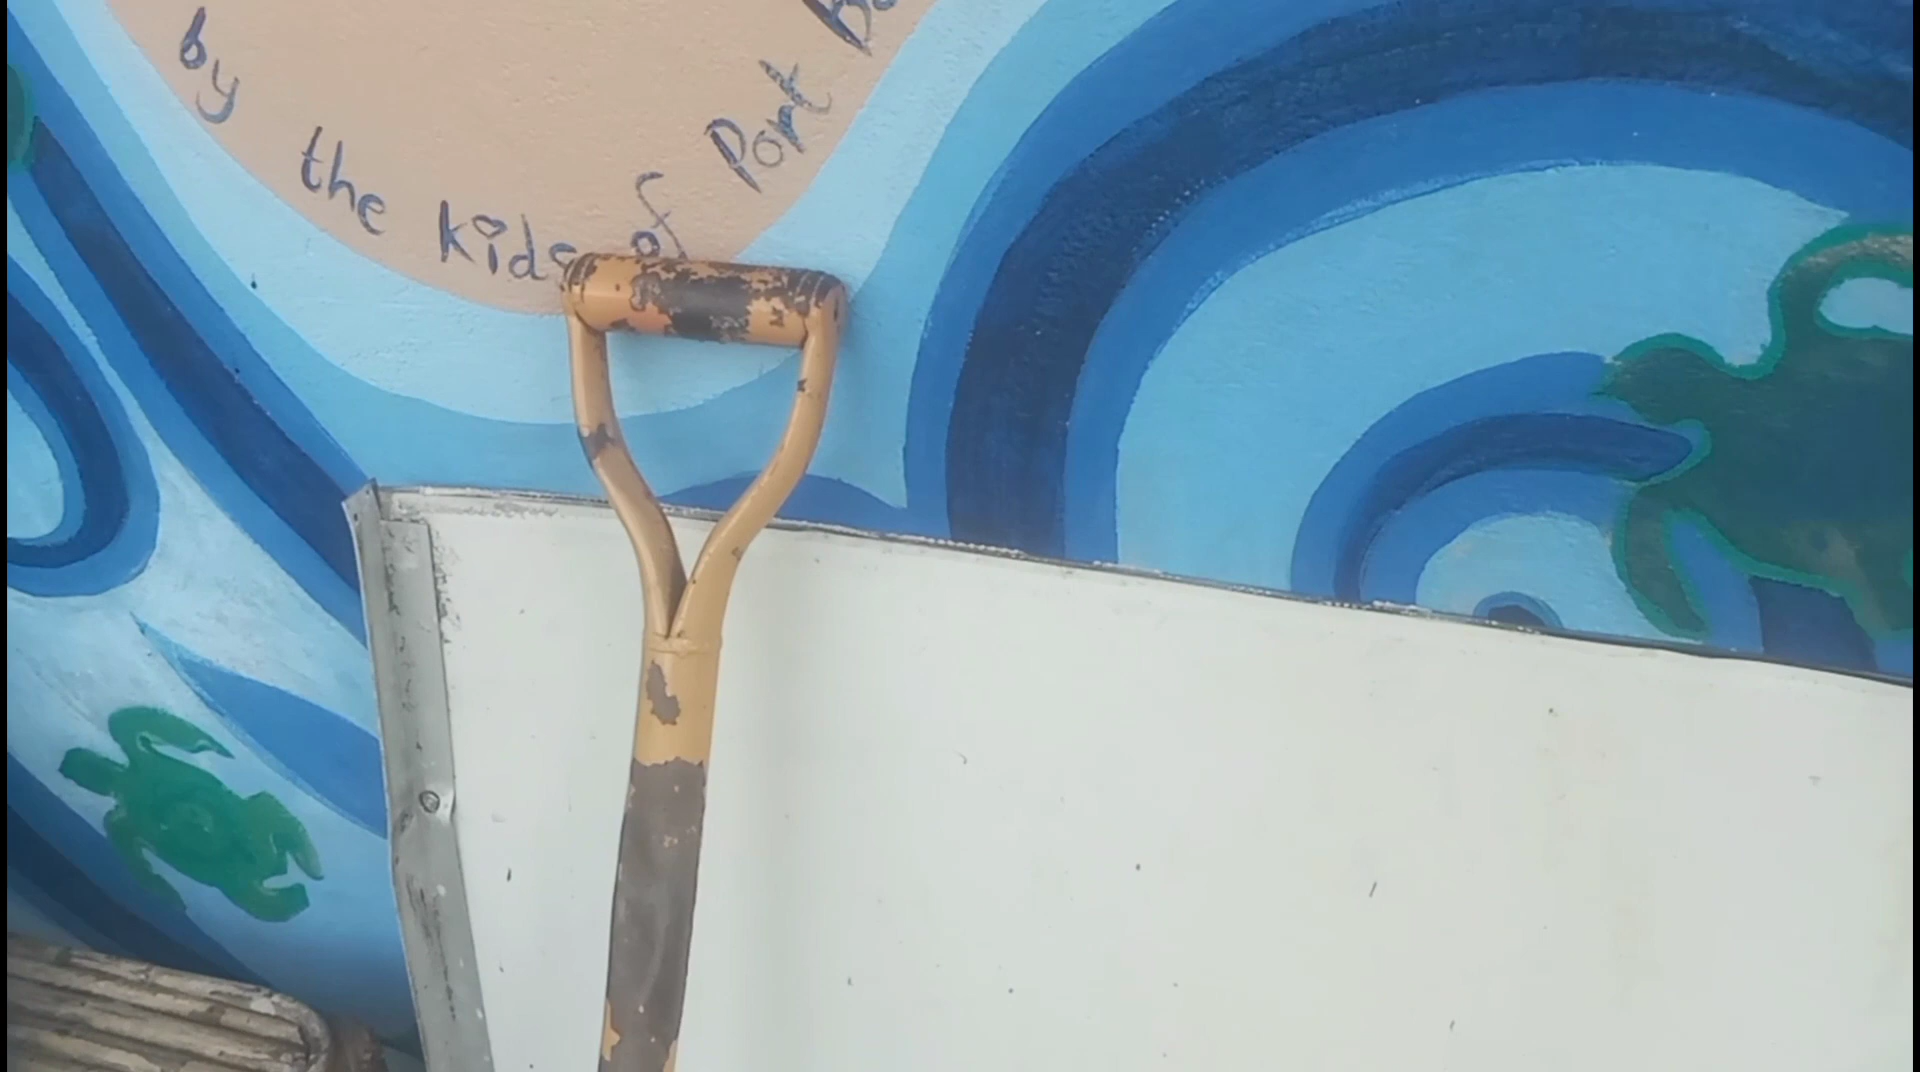 by the kids of Port